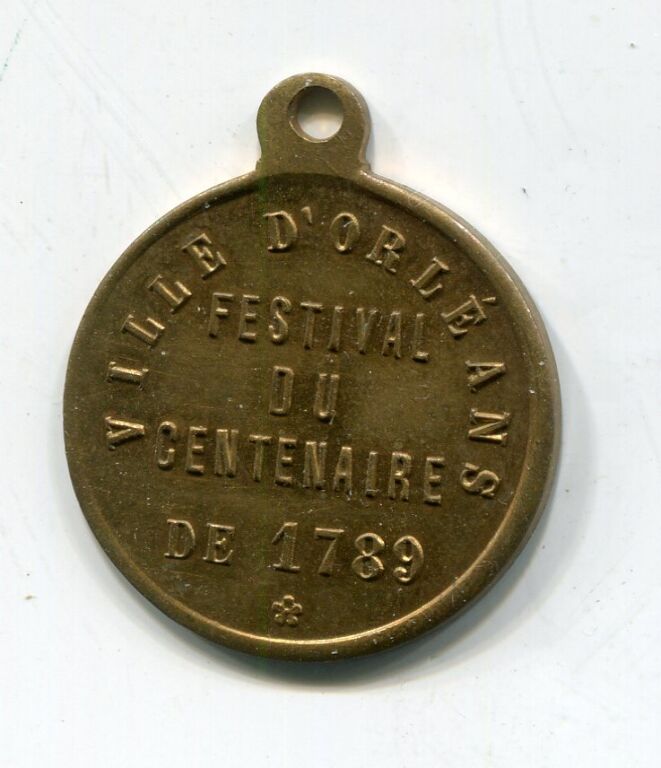 VILLE D'ORLÉANS
FESTIVAL
DU
CENTENAIRE
DE 1789